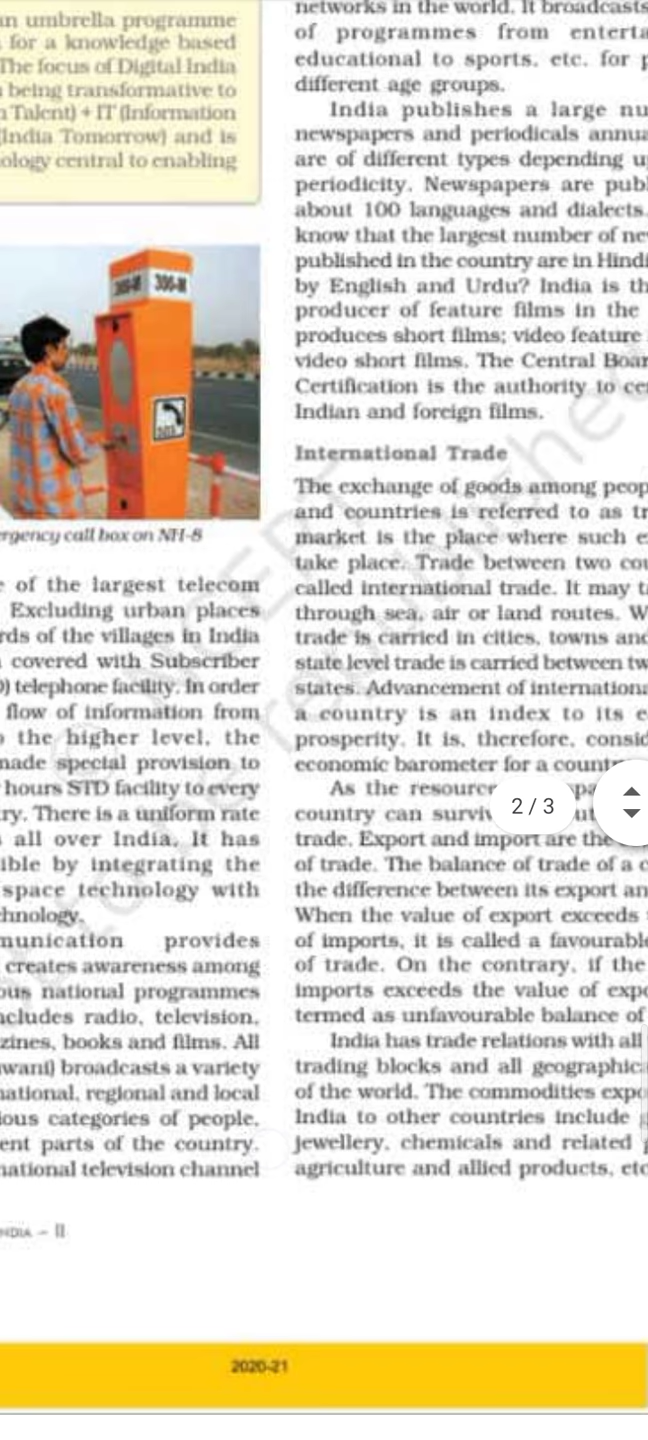 an umbrella programme
for a knowledge based
The focus of Digital India
being transformative to
Talent) + IT (Information
(India Tomorrow) and is
ology central to enabling
300-M 300-M
SOS
ergency call box on NH-8
e of the largest telecom
Excluding urban places
rds of the villages in India
covered with Subscriber
D) telephone facility. In order
flow of information from
o the higher level, the
made special provision to
hours STD facility to every
ry. There is a uniform rate
all over India. It has
ible by integrating the
space technology with
chnology.
munication provides
creates awareness among
ous national programmes
ncludes radio, television,
zines, books and films. All
wani) broadcasts a variety
national, regional and local
ious categories of people,
ent parts of the country.
national television channel
networks in the world. It broadcasts
of programmes from enterta
educational to sports, etc. for p
different age groups.
India publishes a large nu
newspapers and periodicals annua
are of different types depending u
periodicity. Newspapers are publ
about 100 languages and dialects.
know that the largest number of ne
published in the country are in Hindi
by English and Urdu? India is th
producer of feature films in the
produces short films; video feature
video short films. The Central Boar
Certification is the authority to ce
Indian and foreign films.
International Trade
The exchange of goods among peop
and countries is referred to as tr
market is the place where such e
take place. Trade between two cou
called international trade. It may ta
through sea, air or land routes. W
trade is carried in cities, towns and
state level trade is carried between tw
states. Advancement of internationa
a country is an index to its e
prosperity. It is, therefore, consid
economic barometer for a countr
As the resourc spa
country can surviv ut
trade. Export and import are the
of trade. The balance of trade of a c
the difference between its export an
When the value of export exceeds
of imports, it is called a favourable
of trade. On the contrary, if the
imports exceeds the value of expo
termed as unfavourable balance of
India has trade relations with all
trading blocks and all geographica
of the world. The commodities expo
India to other countries include g
jewellery, chemicals and related p
agriculture and allied products, etc
2 / 3
© NCERT
to be republished
NDIA – II
2020-21